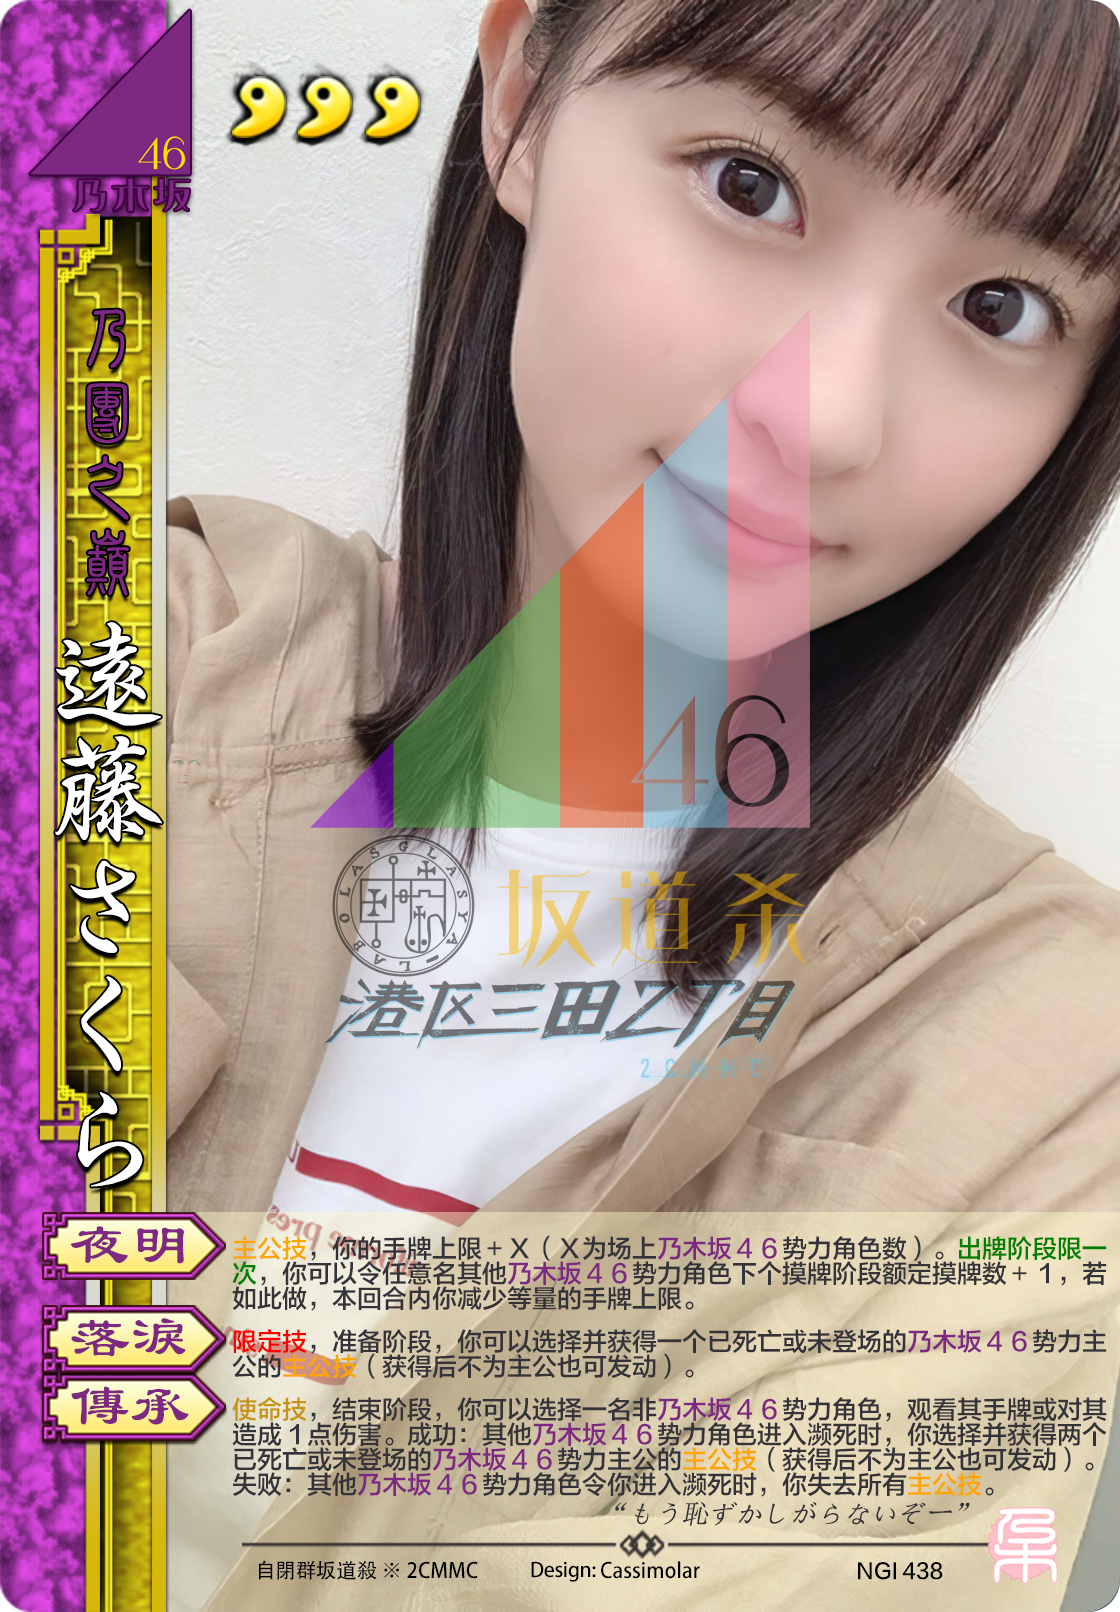 46
乃木坂
乃團之巔
遠藤さくら
46
GLASYA-LABOLAS
坂道杀
港区三田乙丁目
2CMMC
夜明
主公技，你的手牌上限＋Ｘ（Ｘ为场上乃木坂４６势力角色数）。出牌阶段限一
次，你可以令任意名其他乃木坂４６势力角色下个摸牌阶段额定摸牌数＋１，若
如此做，本回合内你减少等量的手牌上限。
落淚
限定技，准备阶段，你可以选择并获得一个已死亡或未登场的乃木坂４６势力主
公的主公技（获得后不为主公也可发动）。
傳承
使命技，结束阶段，你可以选择一名非乃木坂４６势力角色，观看其手牌或对其
造成１点伤害。成功：其他乃木坂４６势力角色进入濒死时，你选择并获得两个
已死亡或未登场的乃木坂４６势力主公的主公技（获得后不为主公也可发动）。
失败：其他乃木坂４６势力角色令你进入濒死时，你失去所有主公技。
“もう恥ずかしがらないぞー”
自閉群坂道殺 ※ 2CMMC Design: Cassimolar NGI 438